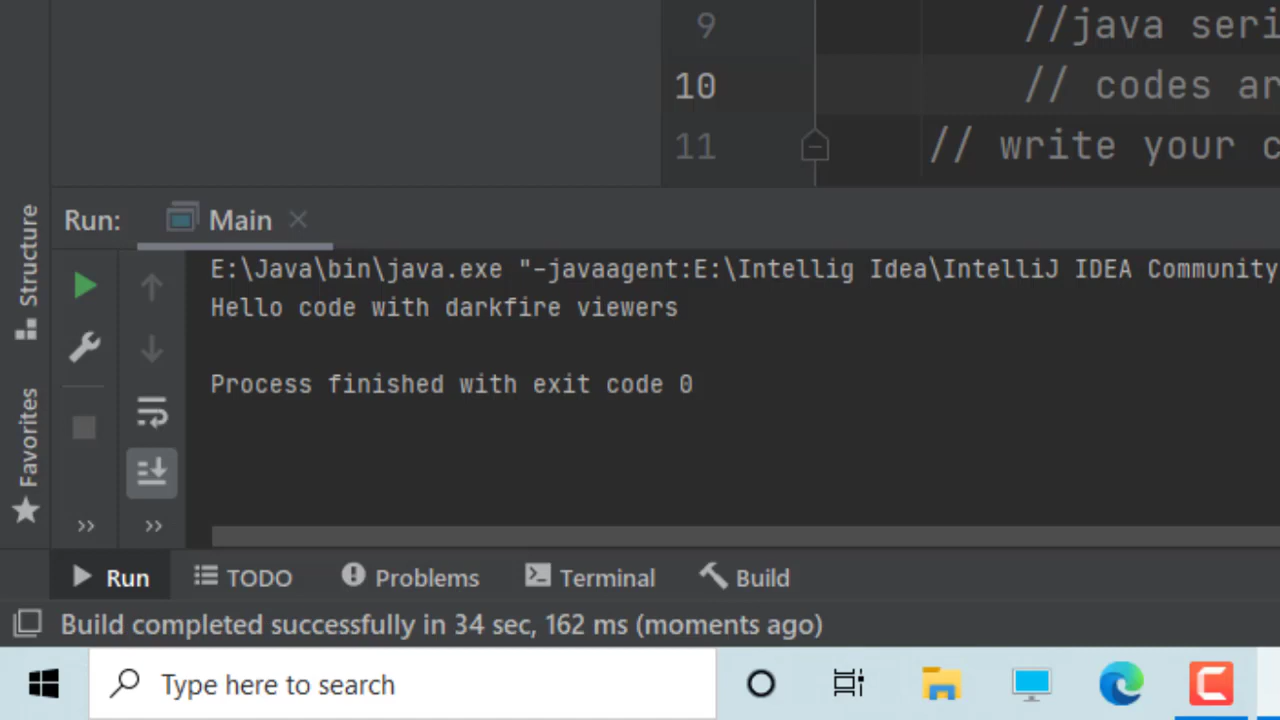 9 //java seri
10 // codes ar
11 // write your c
Run: Main
E:\Java\bin\java.exe "-javaagent:E:\Intellig Idea\IntelliJ IDEA Community
Hello code with darkfire viewers
Process finished with exit code 0
Structure
Favorites
Run TODO Problems Terminal Build
Build completed successfully in 34 sec, 162 ms (moments ago)
Type here to search